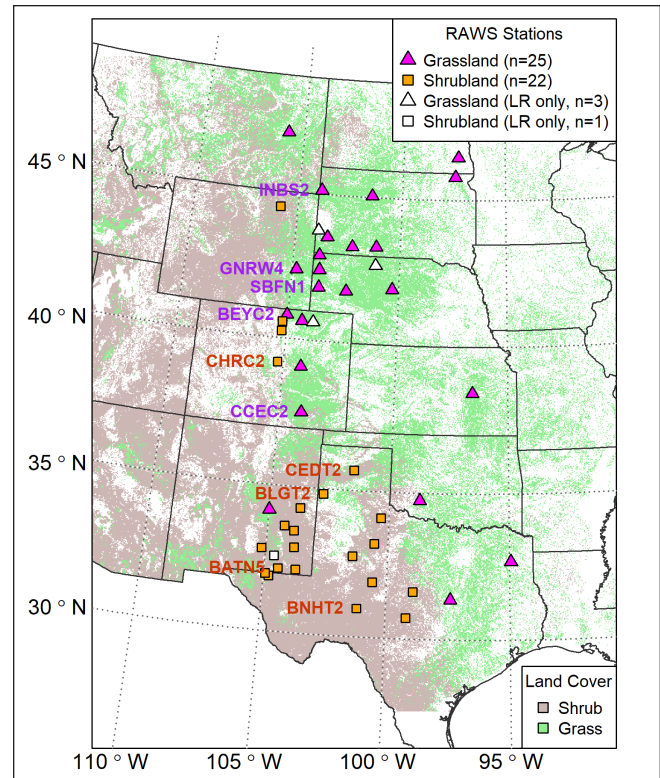 RAWS Stations
Grassland (n=25)
Shrubland (n=22)
Grassland (LR only, n=3)
Shrubland (LR only, n=1)
45 ° N
INBS2
GNRW4
SBFN1
40 ° N
BEYC2
CHRC2
CCEC2
35 ° N
CEDT2
BLGT2
BATN5
30 ° N
BNHT2
Land Cover
Shrub
Grass
110 ° W 105 ° W 100 ° W 95 ° W